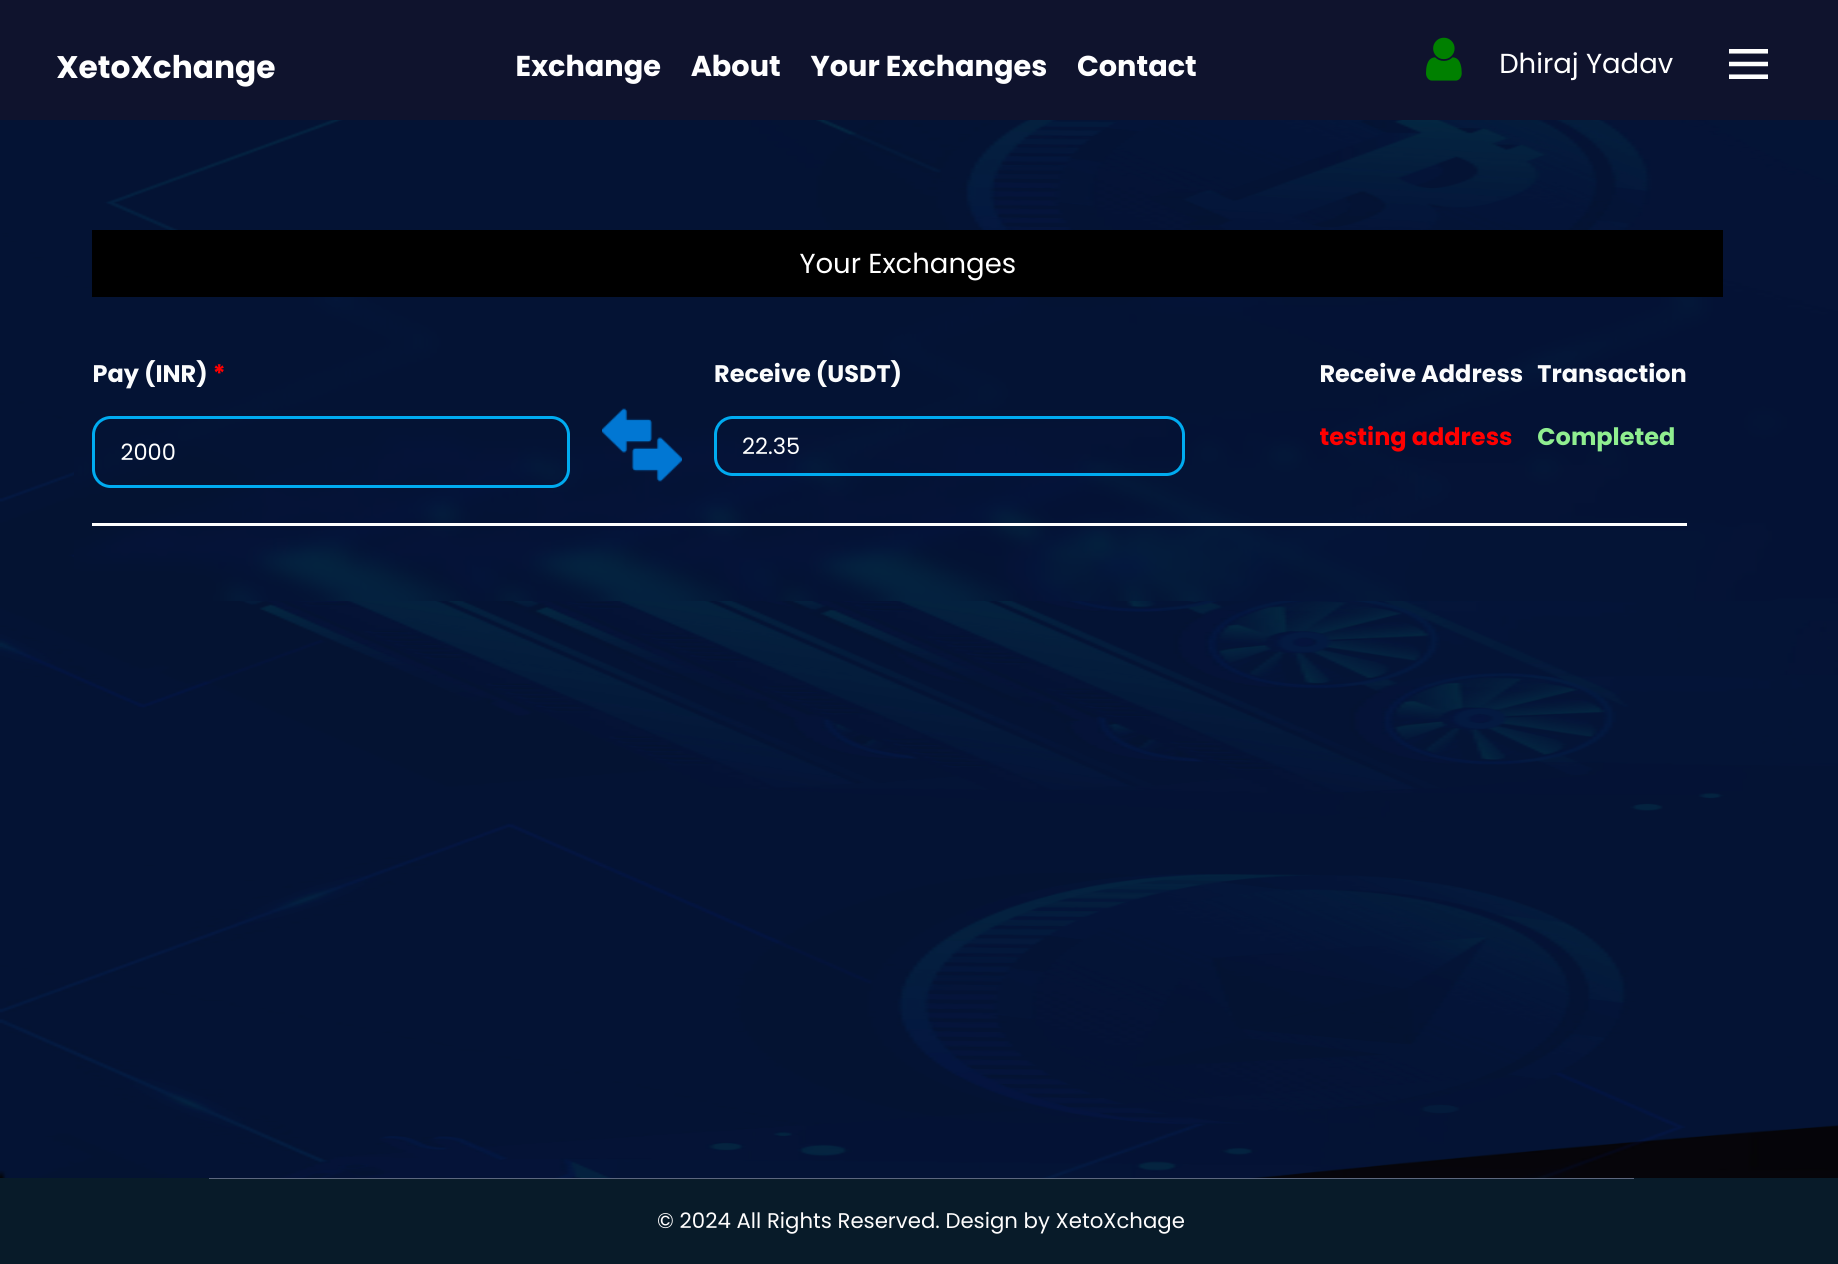 XetoXchange Exchange About Your Exchanges Contact Dhiraj Yadav
Your Exchanges
Pay (INR) * Receive (USDT) Receive Address Transaction
2000 22.35 testing address Completed
© 2024 All Rights Reserved. Design by XetoXchage